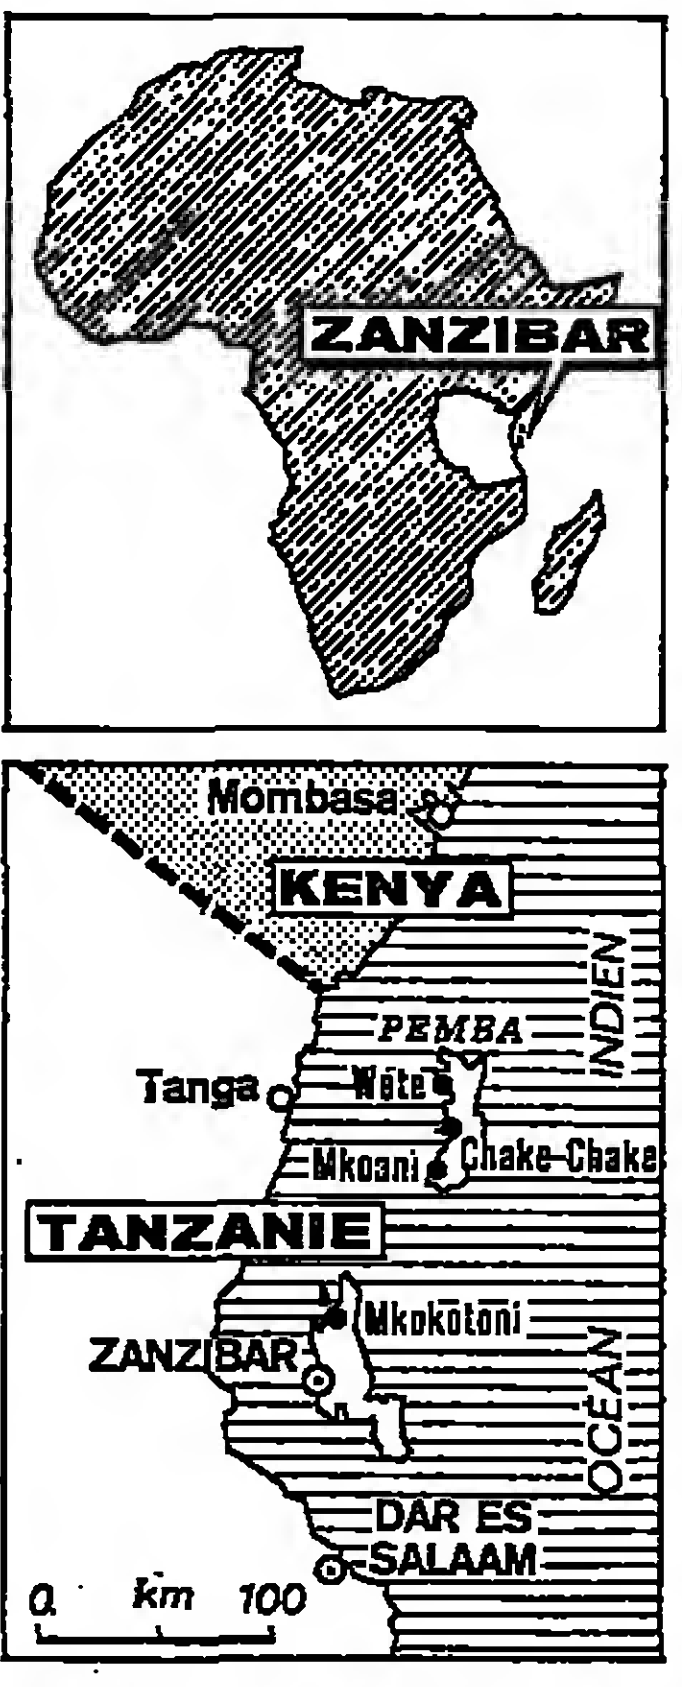 ZANZIBAR
Mombasa
KENYA
INDIEN
PEMBA
Wete
Tanga
Chake-Chake
Mkoani
TANZANIE
Mkokotoni
ZANZIBAR
OCEAN
DAR ES
SALAAM
0 km 100